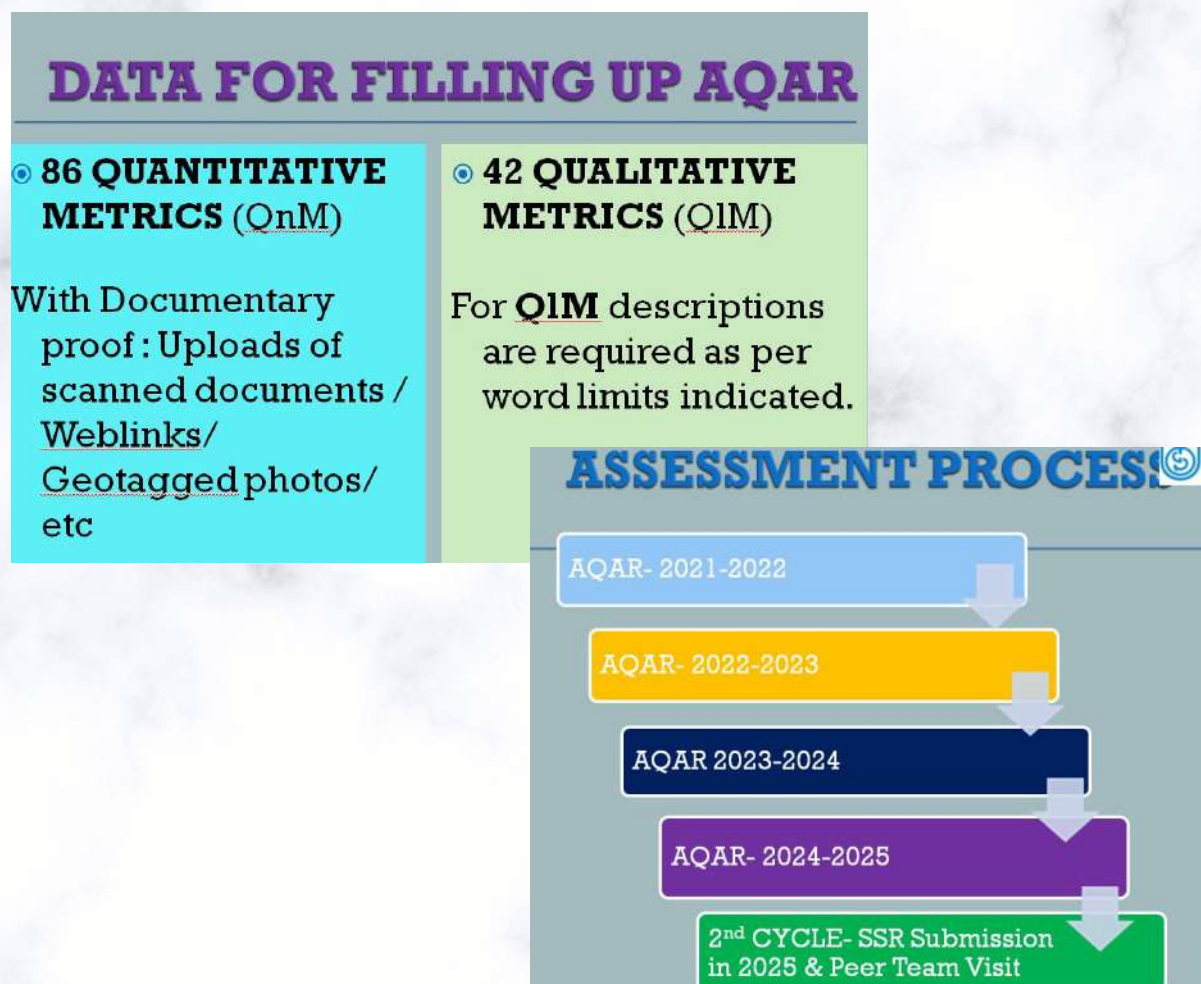 DATA FOR FILLING UP AQAR
86 QUANTITATIVE
METRICS (QnM)
With Documentary
proof : Uploads of
scanned documents /
Weblinks/
Geotagged photos/
etc
42 QUALITATIVE
METRICS (QlM)
For QlM descriptions
are required as per
word limits indicated.
ASSESSMENT PROCESS
AQAR- 2021-2022
AQAR- 2022-2023
AQAR 2023-2024
AQAR- 2024-2025
2nd CYCLE- SSR Submission
in 2025 & Peer Team Visit